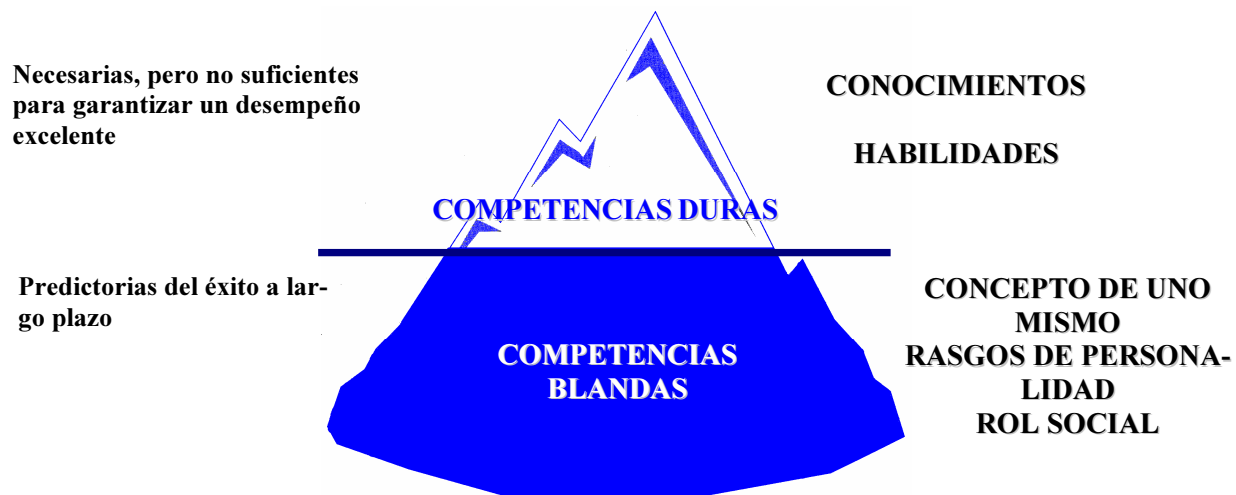 Necesarias, pero no suficientes
para garantizar un desempeño
excelente
CONOCIMIENTOS
HABILIDADES
COMPETENCIAS DURAS
Predictorias del éxito a lar-
go plazo
COMPETENCIAS
BLANDAS
CONCEPTO DE UNO
MISMO
RASGOS DE PERSONA-
LIDAD
ROL SOCIAL